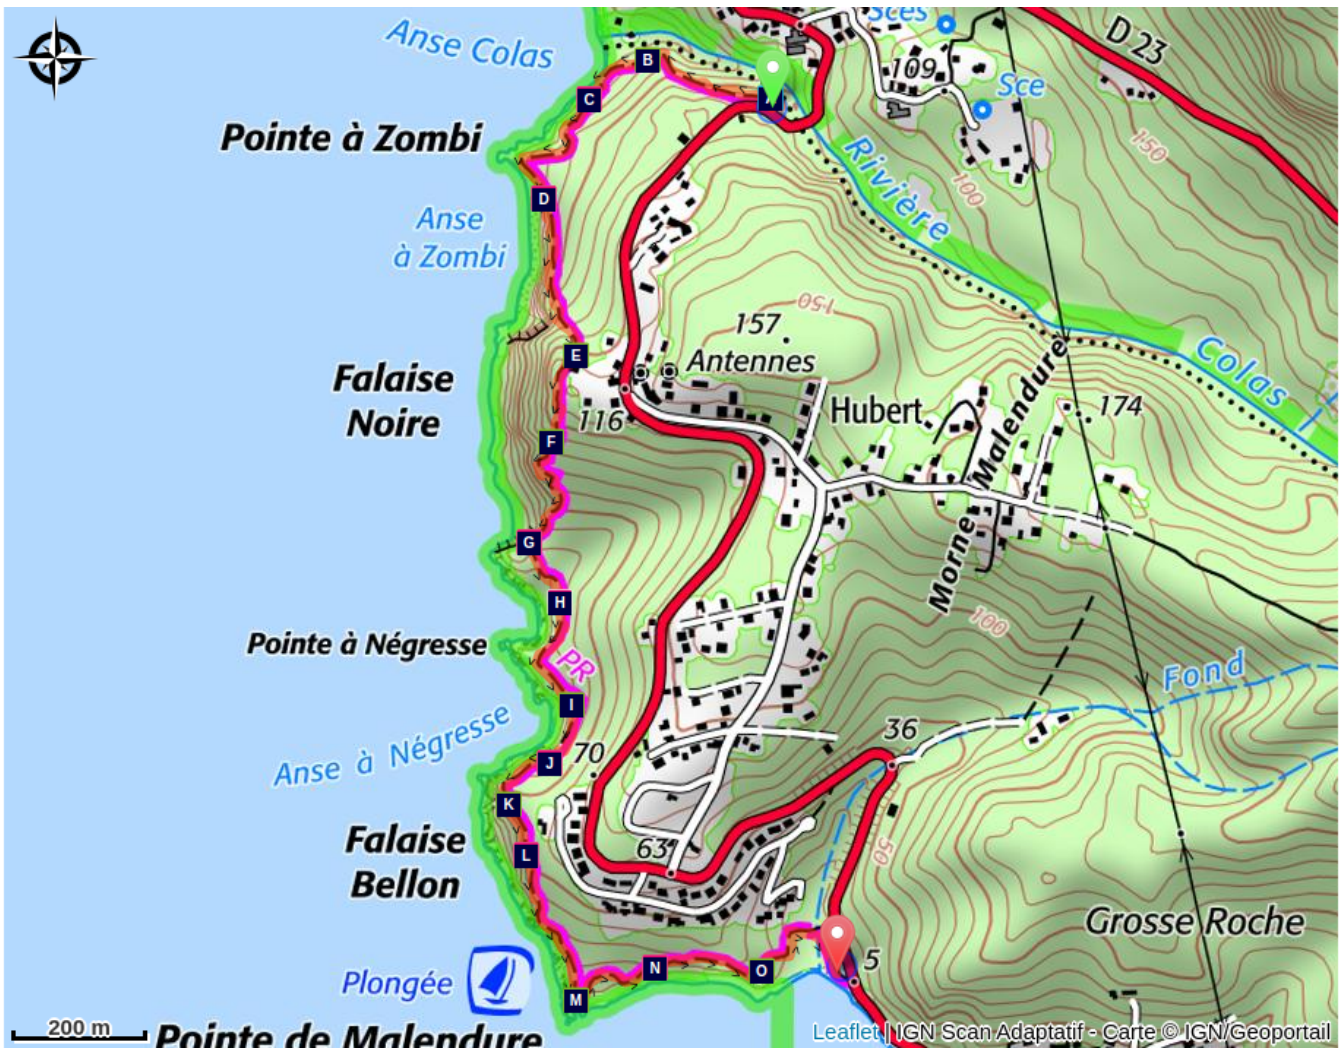 Anse Colas
Sces
D 23
109
Sce
B
C
A
Pointe à Zombi
150
100
Rivière
D
Anse
à Zombi
150
157
Antennes
E
Falaise
Noire
116
Hubert
Malendure
174
Colas
F
G
Morne
H
100
Pointe à Négresse
PR
I
Fond
Anse à Négresse
J
70
36
K
Falaise
Bellon
L
63
50
Grosse Roche
Plongée
M
N
O
5
200 m
Pointe de Malendure
Leaflet | IGN Scan Adaptatif - Carte © IGN/Geoportail